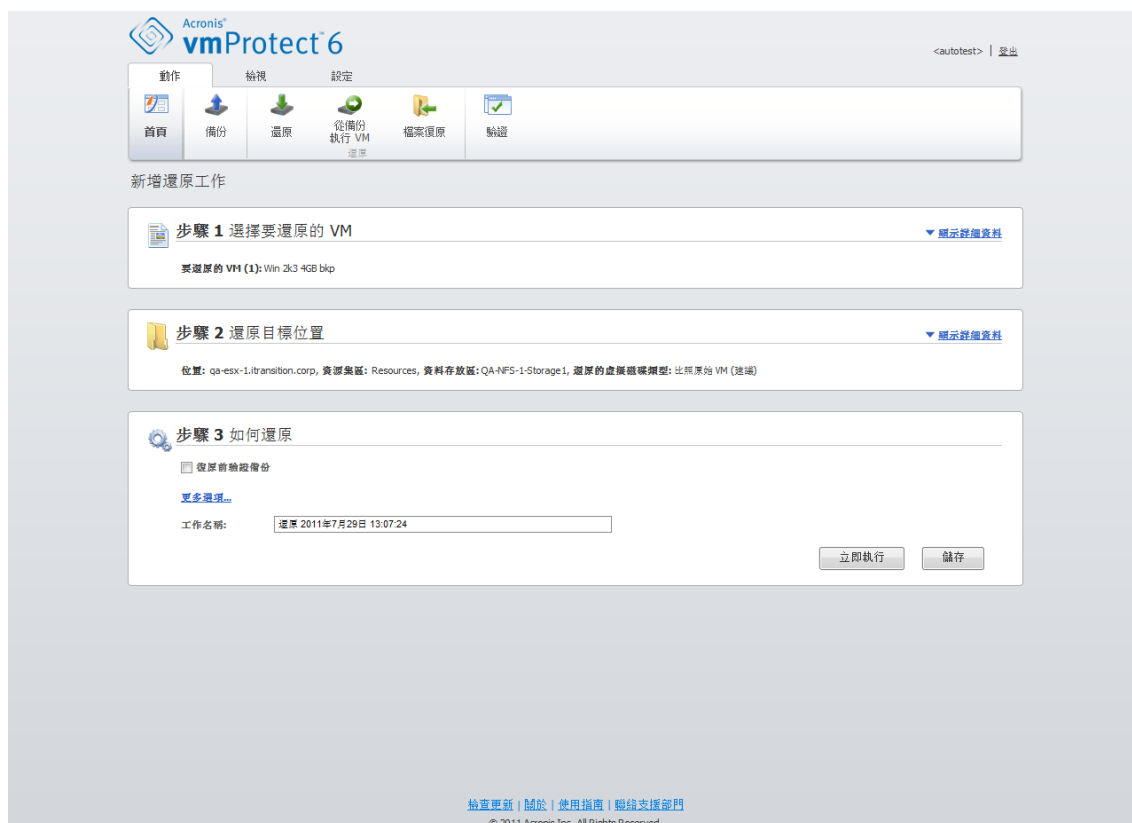 Acronis®
vmProtect™ 6
<autotest> | 登出
動作 檢視 設定
首頁 備份 還原 從備份 執行 VM 檔案復原 驗證
還原
新增還原工作
步驟 1 選擇要還原的 VM
顯示詳細資料
要還原的 VM (1): Win 2k3 4GB bkp
步驟 2 還原目標位置
顯示詳細資料
位置: qa-esx-1.itransition.corp, 資源集區: Resources, 資料存放區: QA-NFS-1-Storage1, 還原的虛擬磁碟類型: 比照原始 VM (建議)
步驟 3 如何還原
復原前驗證備份
更多選項...
工作名稱: 還原 2011年7月29日 13:07:24
立即執行 儲存
檢查更新 | 關於 | 使用指南 | 聯絡支援部門
© 2011 Acronis Inc. All Rights Reserved.